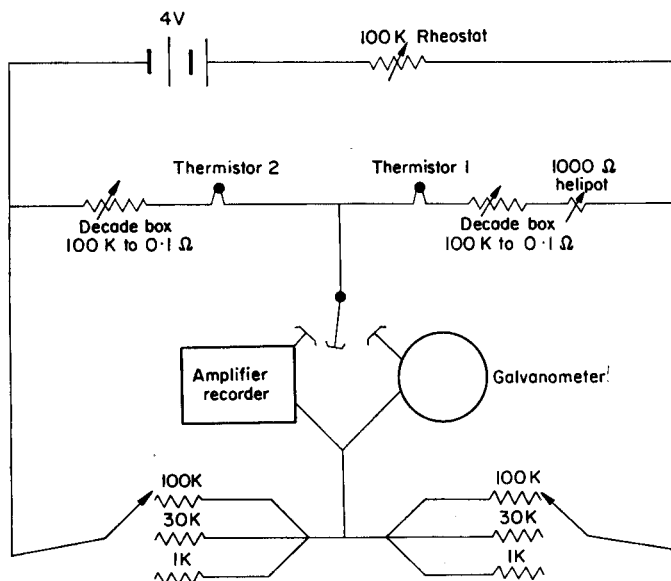 4V
100K Rheostat
Thermistor 2
Thermistor 1
1000 Ω
helipot
Decade box
100 K to 0·1 Ω
Decade box
100 K to 0·1 Ω
Amplifier
recorder
Galvanometer
100K
30K
1K
100K
30K
1K